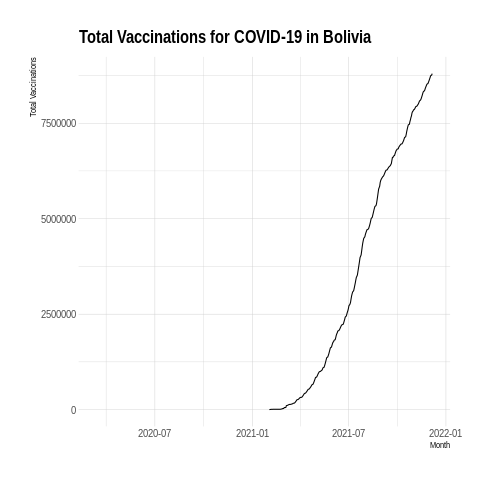 Total Vaccinations for COVID-19 in Bolivia
Total Vaccinations
7500000
5000000
2500000
0
2020-07 2021-01 2021-07 2022-01
Month